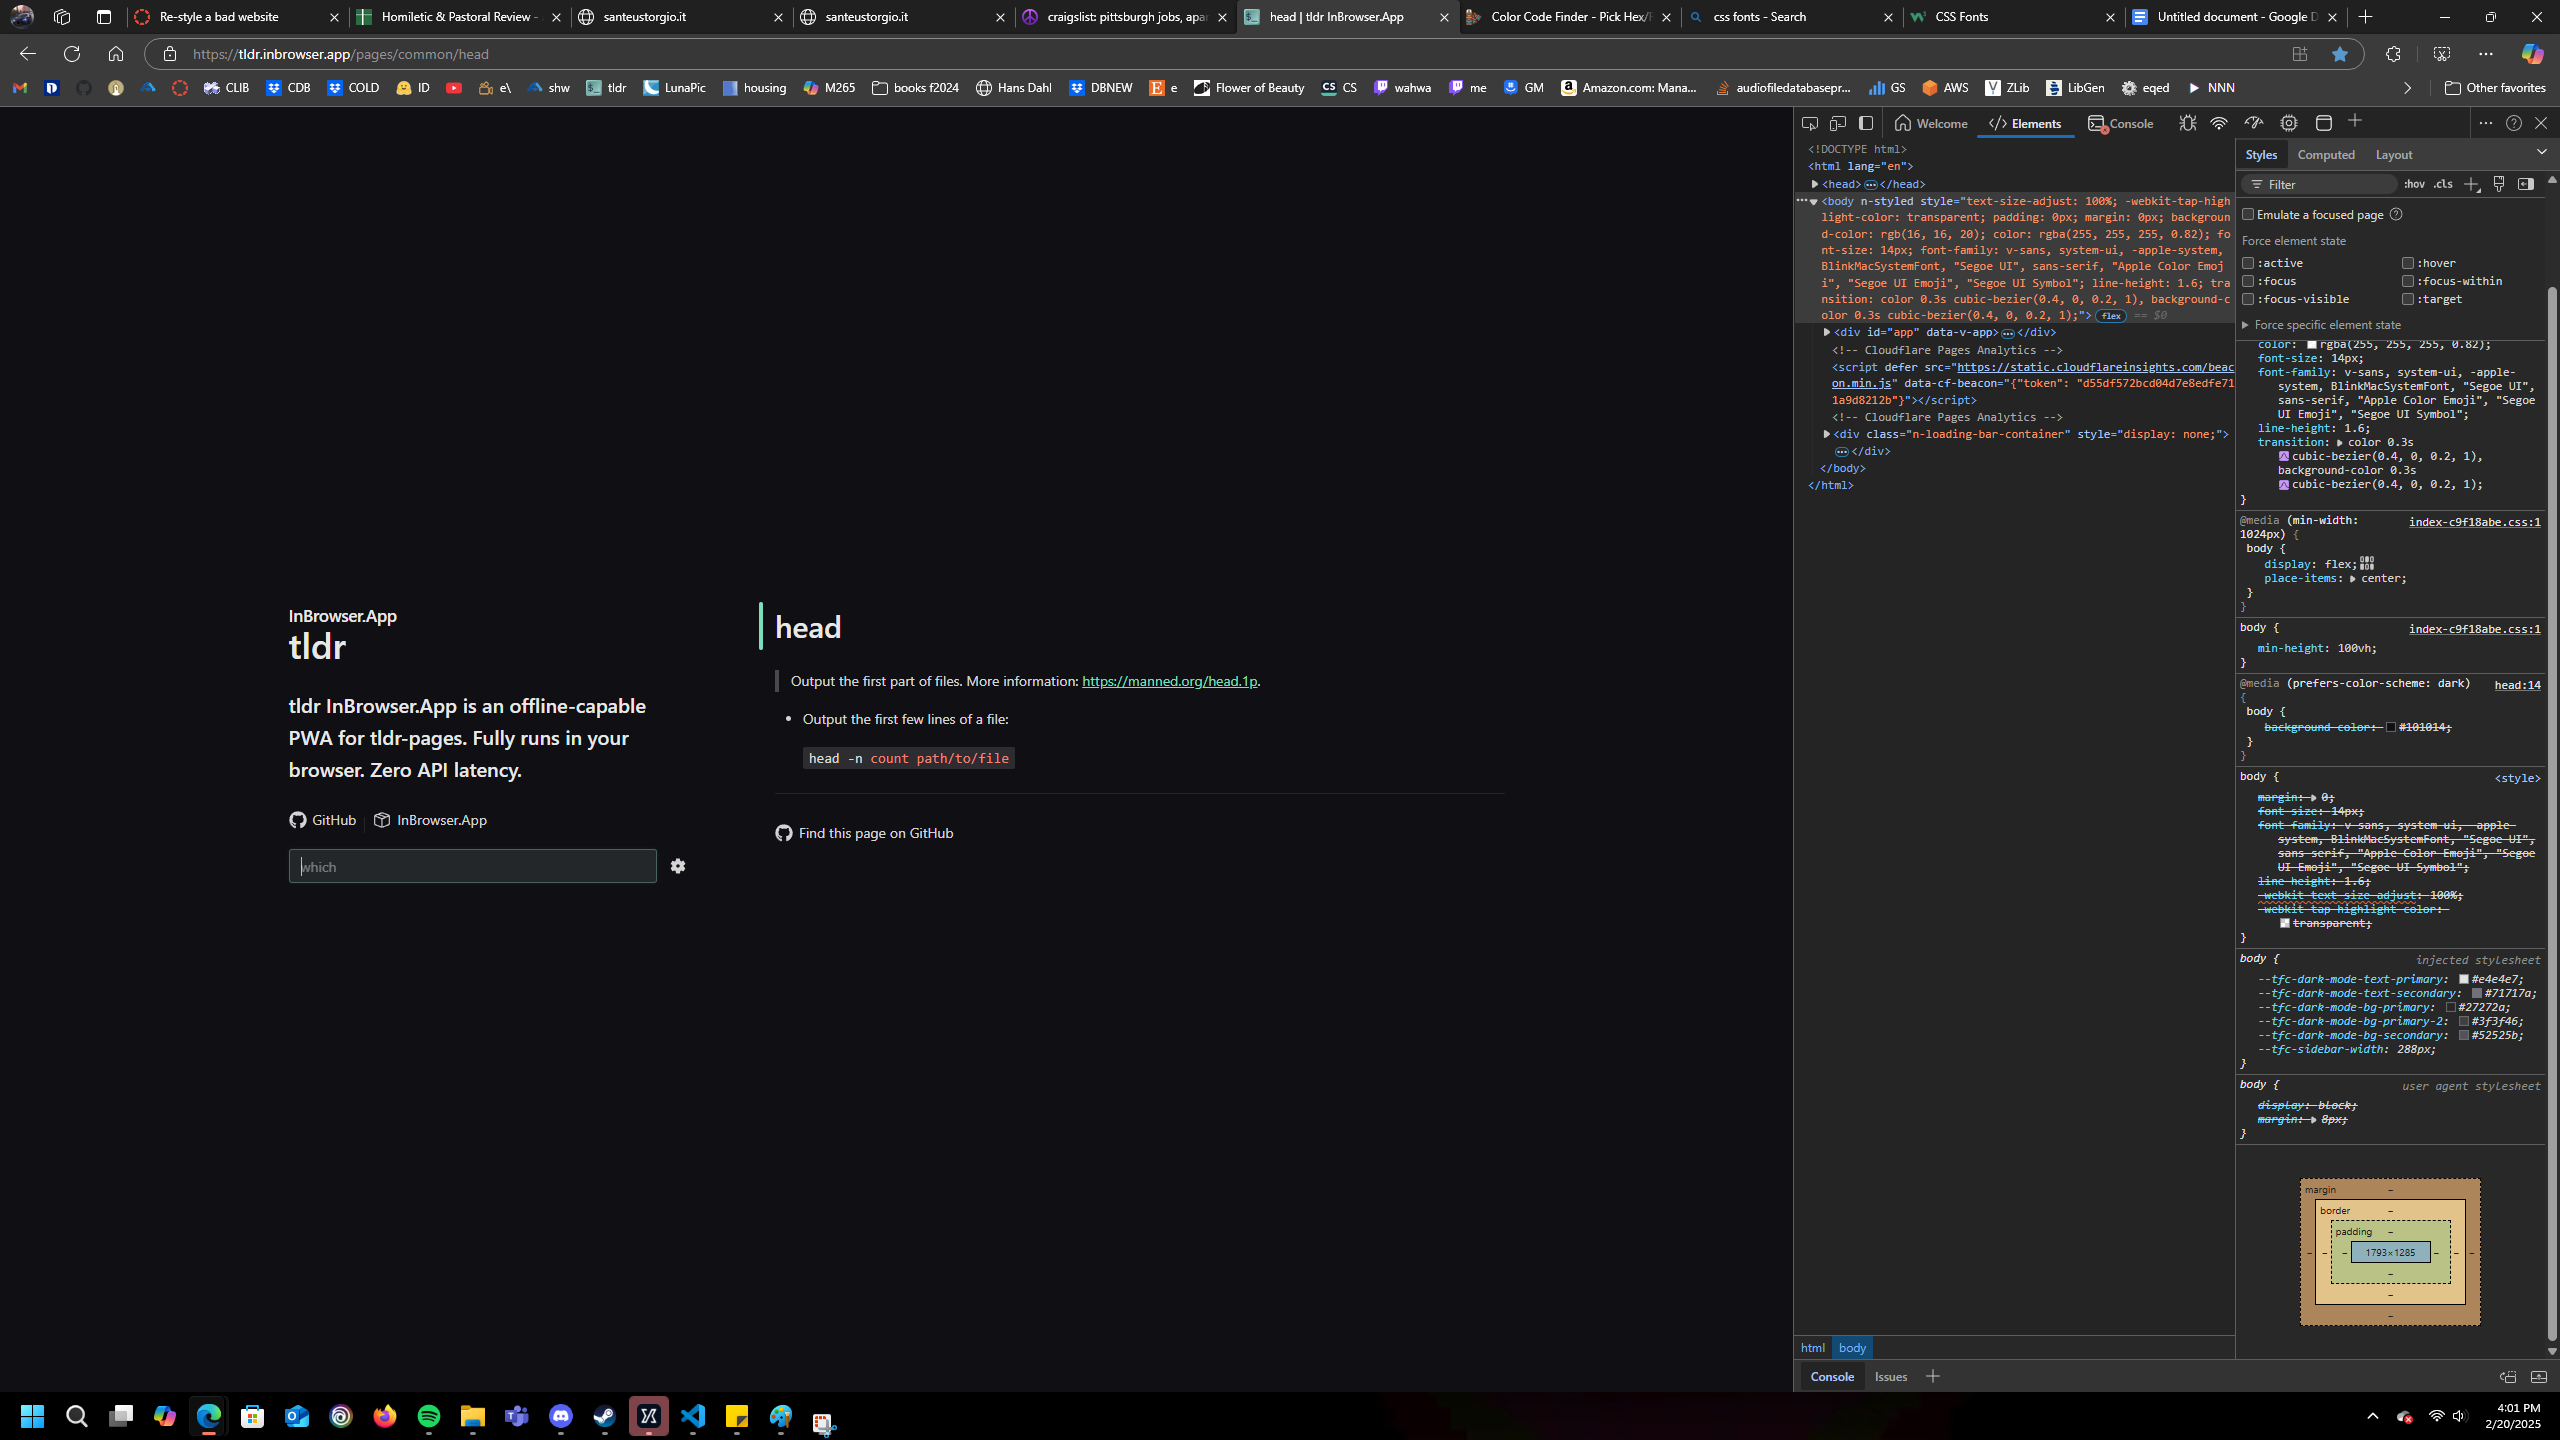 Re-style a bad website
Homiletic & Pastoral Review -
santeustorgio.it
santeustorgio.it
craigslist: pittsburgh jobs, apar
head | tldr InBrowser.App
Color Code Finder - Pick Hex/
css fonts - Search
CSS Fonts
Untitled document - Google D
https://tldr.inbrowser.app/pages/common/head
CLIB
CDB
COLD
ID
e\
shw
tldr
LunaPic
housing
M265
books f2024
Hans Dahl
DBNEW
e
Flower of Beauty
CS
wahwa
me
GM
Amazon.com: Mana...
audiofiledatabasepr...
GS
AWS
ZLib
LibGen
eqed
NNN
Other favorites
InBrowser.App
tldr
tldr InBrowser.App is an offline-capable
PWA for tldr-pages. Fully runs in your
browser. Zero API latency.
GitHub
InBrowser.App
which
head
Output the first part of files. More information: https://manned.org/head.1p.
Output the first few lines of a file:
head -n count path/to/file
Find this page on GitHub
Welcome
Elements
Console
<!DOCTYPE html>
<html lang="en">
<head> </head>
<body n-styled style="text-size-adjust: 100%; -webkit-tap-high
light-color: transparent; padding: 0px; margin: 0px; backgroun
d-color: rgb(16, 16, 20); color: rgba(255, 255, 255, 0.82); fo
nt-size: 14px; font-family: v-sans, system-ui, -apple-system,
BlinkMacSystemFont, "Segoe UI", sans-serif, "Apple Color Emoj
i", "Segoe UI Emoji", "Segoe UI Symbol"; line-height: 1.6; tra
nsition: color 0.3s cubic-bezier(0.4, 0, 0.2, 1), background-c
olor 0.3s cubic-bezier(0.4, 0, 0.2, 1);"> flex == $0
<div id="app" data-v-app> </div>
<!-- Cloudflare Pages Analytics -->
<script defer src="https://static.cloudflareinsights.com/beac
on.min.js" data-cf-beacon="{"token": "d55df572bcd04d7e8edfe71
1a9d8212b"}"></script>
<!-- Cloudflare Pages Analytics -->
<div class="n-loading-bar-container" style="display: none;">
</div>
</body>
</html>
html
body
Console
Issues
Styles
Computed
Layout
Filter
:hov
.cls
Emulate a focused page
Force element state
:active
:hover
:focus
:focus-within
:focus-visible
:target
Force specific element state
color: rgba(255, 255, 255, 0.82);
font-size: 14px;
font-family: v-sans, system-ui, -apple-
system, BlinkMacSystemFont, "Segoe UI",
sans-serif, "Apple Color Emoji", "Segoe
UI Emoji", "Segoe UI Symbol";
line-height: 1.6;
transition: color 0.3s
cubic-bezier(0.4, 0, 0.2, 1),
background-color 0.3s
cubic-bezier(0.4, 0, 0.2, 1);
}
@media (min-width: index-c9f18abe.css:1
1024px) {
body {
display: flex;
place-items: center;
}
}
body { index-c9f18abe.css:1
min-height: 100vh;
}
@media (prefers-color-scheme: dark) head:14
{
body {
background-color: #101014;
}
}
body { <style>
margin: 0;
font-size: 14px;
font-family: v-sans, system-ui, -apple-
system, BlinkMacSystemFont, "Segoe UI",
sans-serif, "Apple Color Emoji", "Segoe
UI Emoji", "Segoe UI Symbol";
line-height: 1.6;
-webkit-text-size-adjust: 100%;
-webkit-tap-highlight-color:
transparent;
}
body { injected stylesheet
--tfc-dark-mode-text-primary: #e4e4e7;
--tfc-dark-mode-text-secondary: #71717a;
--tfc-dark-mode-bg-primary: #27272a;
--tfc-dark-mode-bg-primary-2: #3f3f46;
--tfc-dark-mode-bg-secondary: #52525b;
--tfc-sidebar-width: 288px;
}
body { user agent stylesheet
display: block;
margin: 8px;
}
margin –
border –
padding –
– – – 1793×1285 – – –
–
–
–
4:01 PM
2/20/2025